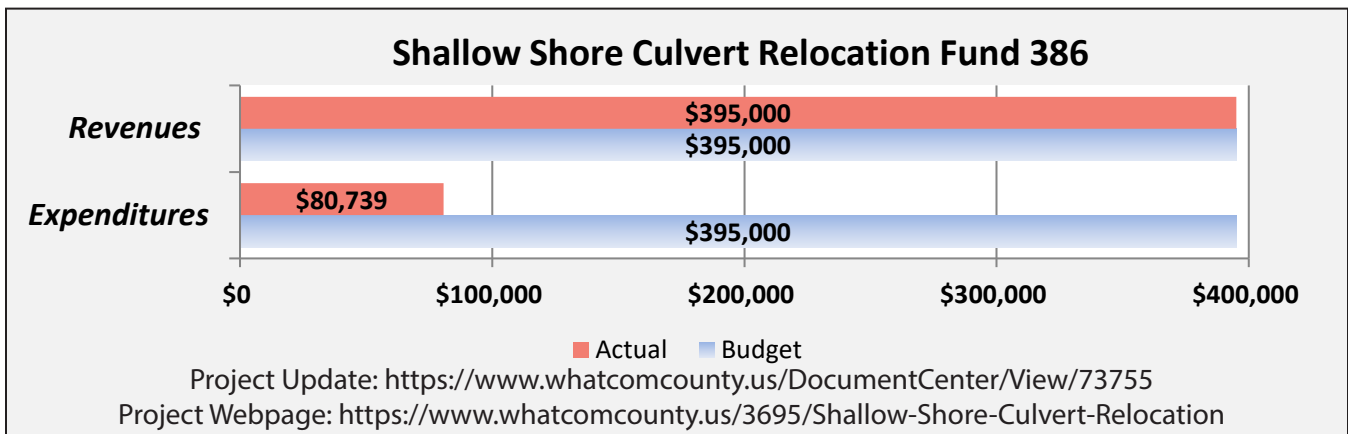 Shallow Shore Culvert Relocation Fund 386
Revenues
$395,000
$395,000
Expenditures
$80,739
$395,000
$0 $100,000 $200,000 $300,000 $400,000
Actual Budget
Project Update: https://www.whatcomcounty.us/DocumentCenter/View/73755
Project Webpage: https://www.whatcomcounty.us/3695/Shallow-Shore-Culvert-Relocation